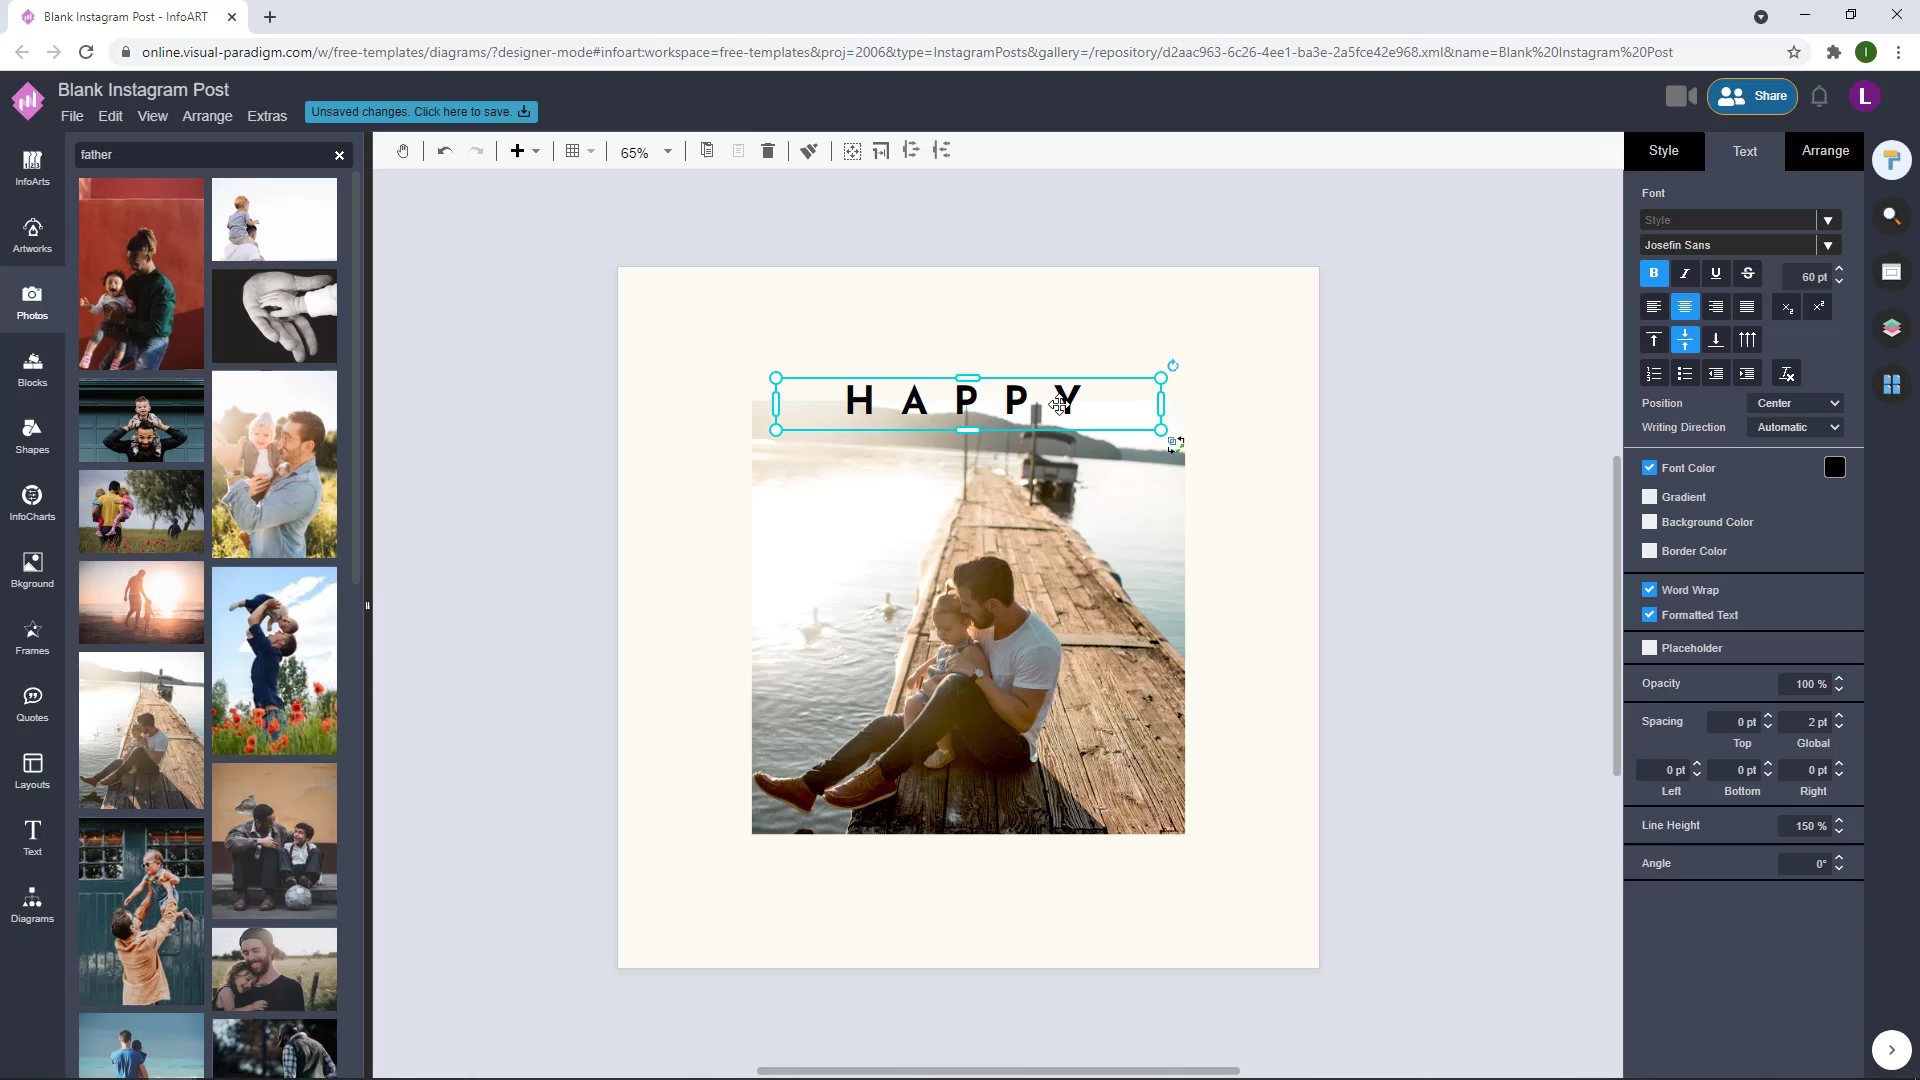 Blank Instagram Post - InfoART
online.visual-paradigm.com/w/free-templates/diagrams/?designer-mode#infoart:workspace=free-templates&proj=2006&type=InstagramPosts&gallery=/repository/d2aac963-6c26-4ee1-ba3e-2a5fce42e968.xml&name=Blank%20Instagram%20Post
I
Blank Instagram Post
File Edit View Arrange Extras
Unsaved changes. Click here to save.
Share
L
InfoArts
Artworks
Photos
Blocks
Shapes
InfoCharts
Bkground
Frames
Quotes
Layouts
Text
Diagrams
father
65%
H A P P Y
Style Text Arrange
Font
Style
Josefin Sans
B I U S 60 pt
Position Center
Writing Direction Automatic
Font Color
Gradient
Background Color
Border Color
Word Wrap
Formatted Text
Placeholder
Opacity 100 %
Spacing 0 pt 2 pt
Top Global
0 pt 0 pt 0 pt
Left Bottom Right
Line Height 150 %
Angle 0°